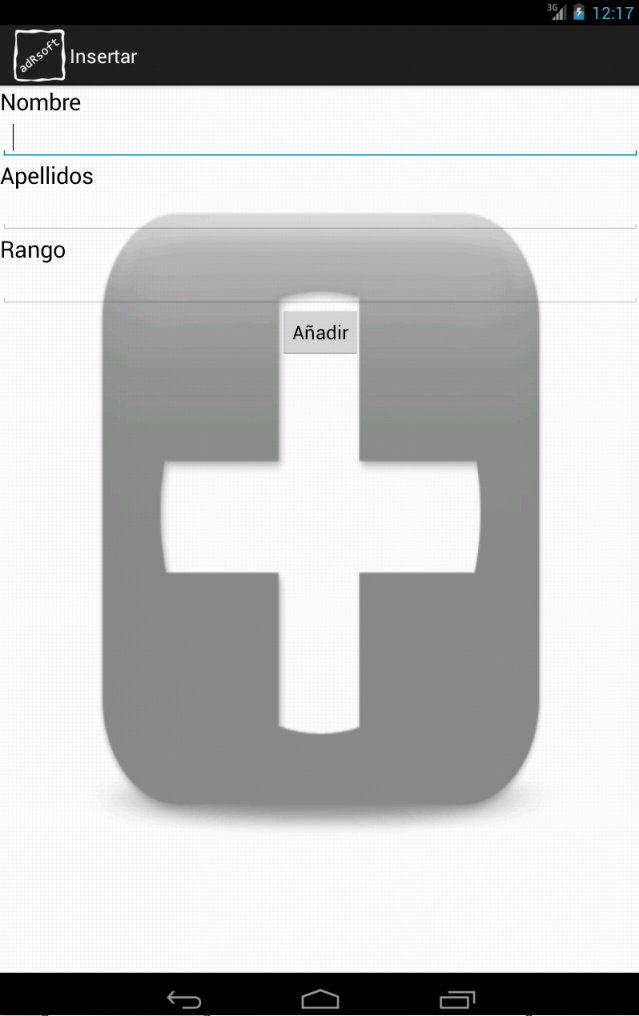 3G 12:17
adRsoft Insertar
Nombre
Apellidos
Rango
Añadir